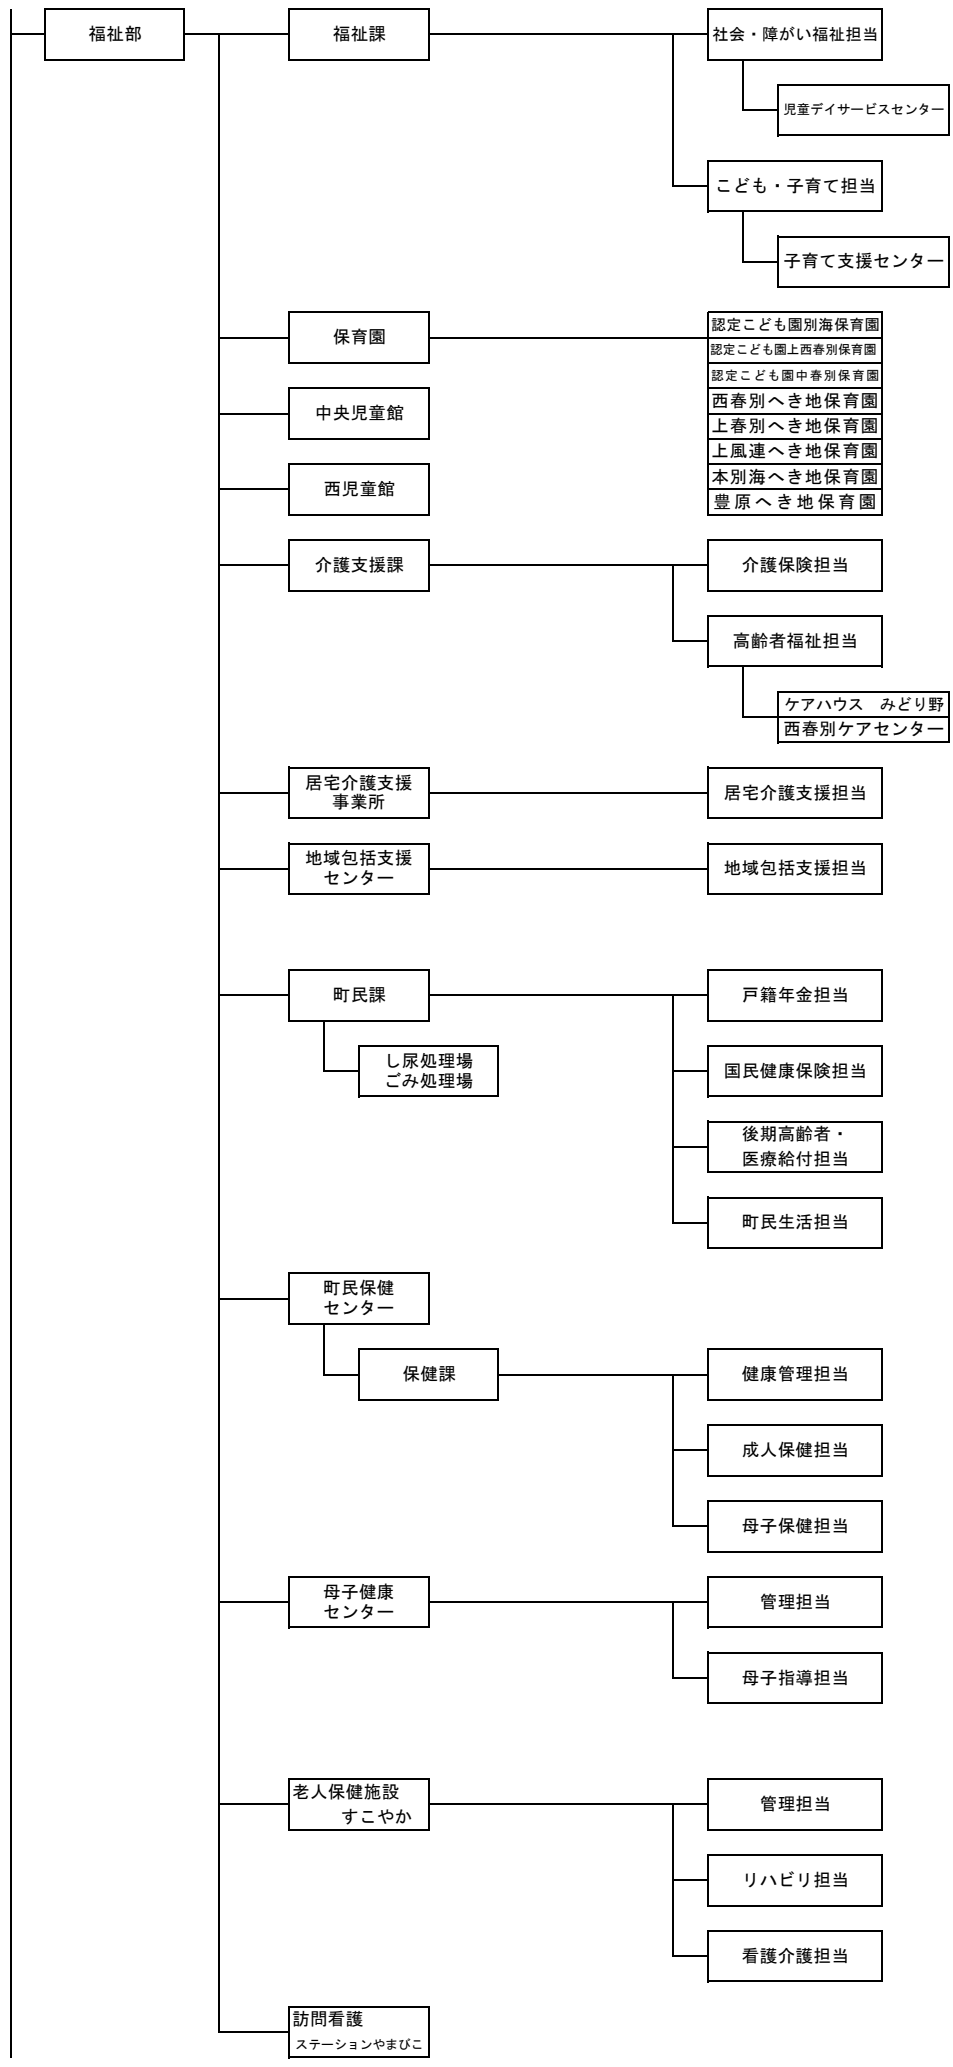 福祉部
福祉課
社会・障がい福祉担当
児童デイサービスセンター
こども・子育て担当
子育て支援センター
保育園
認定こども園別海保育園
認定こども園上西春別保育園
認定こども園中春別保育園
西春別へき地保育園
上春別へき地保育園
上風連へき地保育園
本別海へき地保育園
豊原へき地保育園
中央児童館
西児童館
介護支援課
介護保険担当
高齢者福祉担当
ケアハウス　みどり野
西春別ケアセンター
居宅介護支援
事業所
居宅介護支援担当
地域包括支援
センター
地域包括支援担当
町民課
戸籍年金担当
し尿処理場
ごみ処理場
国民健康保険担当
後期高齢者・
医療給付担当
町民生活担当
町民保健
センター
保健課
健康管理担当
成人保健担当
母子保健担当
母子健康
センター
管理担当
母子指導担当
老人保健施設
すこやか
管理担当
リハビリ担当
看護介護担当
訪問看護
ステーションやまびこ